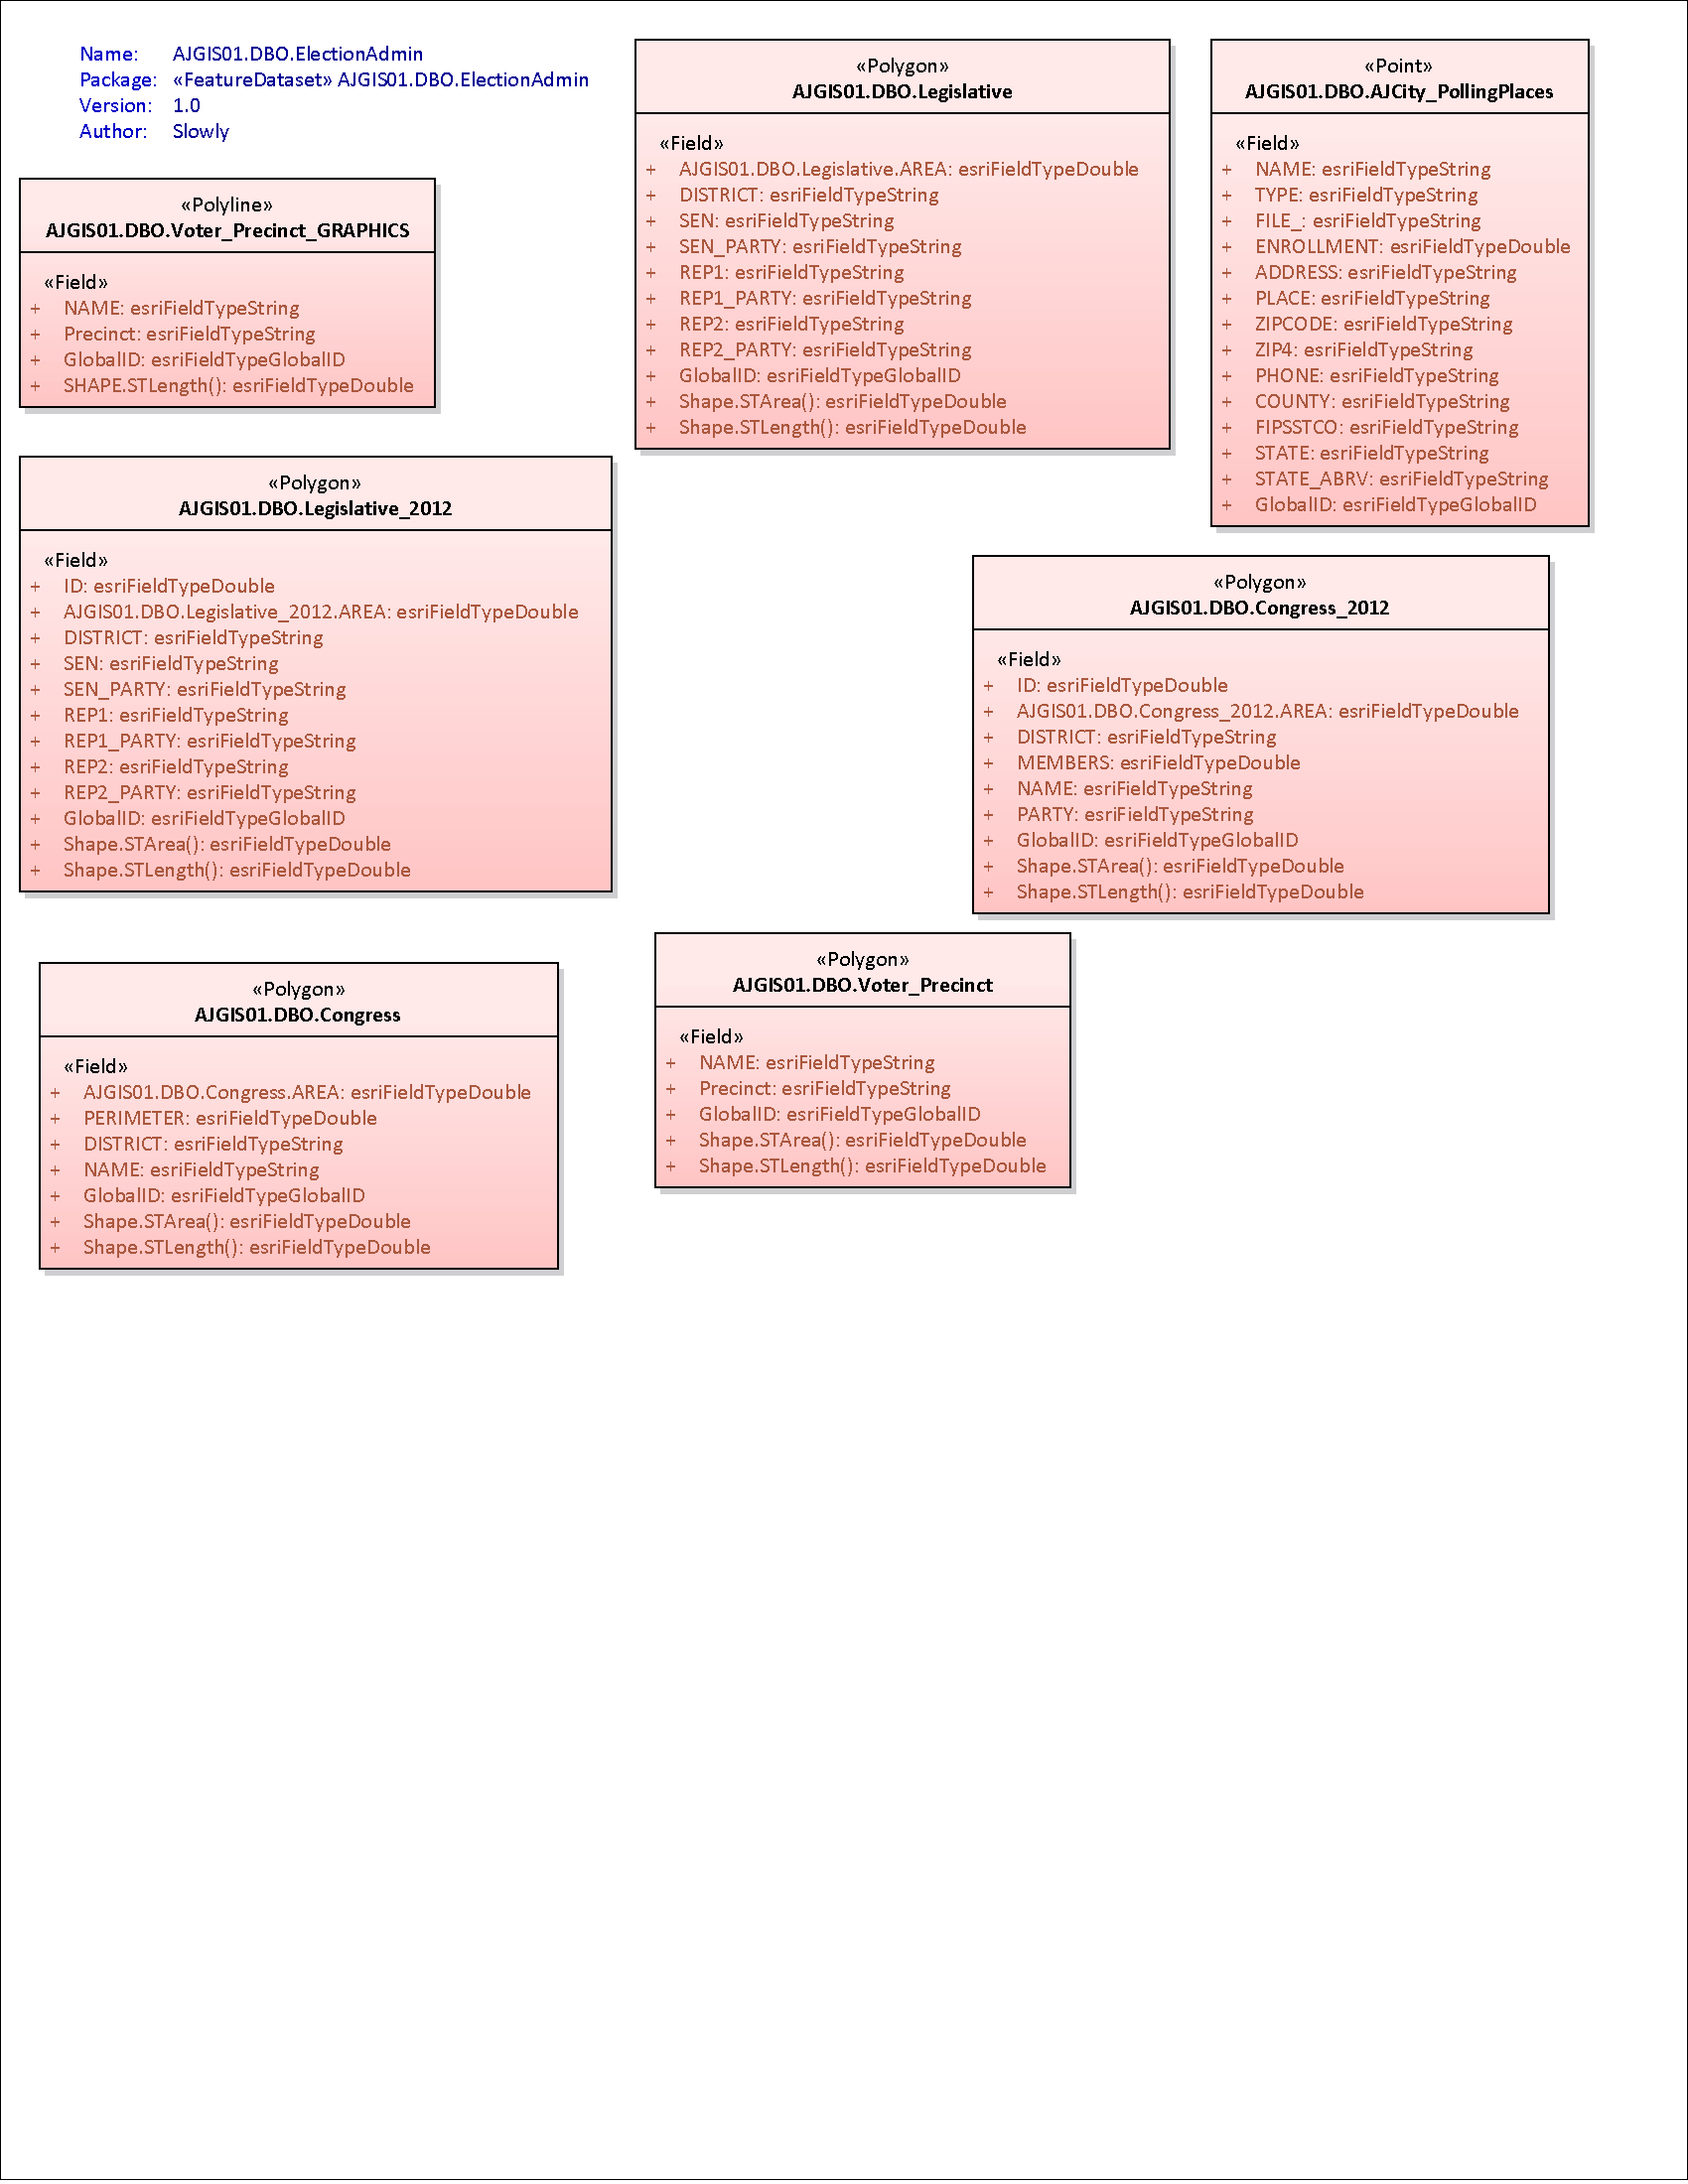 Name: AJGIS01.DBO.ElectionAdmin
Package: «FeatureDataset» AJGIS01.DBO.ElectionAdmin
Version: 1.0
Author: Slowly
«Polyline»
AJGIS01.DBO.Voter_Precinct_GRAPHICS
«Field»
+ NAME: esriFieldTypeString
+ Precinct: esriFieldTypeString
+ GlobalID: esriFieldTypeGlobalID
+ SHAPE.STLength(): esriFieldTypeDouble
«Polygon»
AJGIS01.DBO.Legislative
«Field»
+ AJGIS01.DBO.Legislative.AREA: esriFieldTypeDouble
+ DISTRICT: esriFieldTypeString
+ SEN: esriFieldTypeString
+ SEN_PARTY: esriFieldTypeString
+ REP1: esriFieldTypeString
+ REP1_PARTY: esriFieldTypeString
+ REP2: esriFieldTypeString
+ REP2_PARTY: esriFieldTypeString
+ GlobalID: esriFieldTypeGlobalID
+ Shape.STArea(): esriFieldTypeDouble
+ Shape.STLength(): esriFieldTypeDouble
«Point»
AJGIS01.DBO.AJCity_PollingPlaces
«Field»
+ NAME: esriFieldTypeString
+ TYPE: esriFieldTypeString
+ FILE_: esriFieldTypeString
+ ENROLLMENT: esriFieldTypeDouble
+ ADDRESS: esriFieldTypeString
+ PLACE: esriFieldTypeString
+ ZIPCODE: esriFieldTypeString
+ ZIP4: esriFieldTypeString
+ PHONE: esriFieldTypeString
+ COUNTY: esriFieldTypeString
+ FIPSSTCO: esriFieldTypeString
+ STATE: esriFieldTypeString
+ STATE_ABRV: esriFieldTypeString
+ GlobalID: esriFieldTypeGlobalID
«Polygon»
AJGIS01.DBO.Legislative_2012
«Field»
+ ID: esriFieldTypeDouble
+ AJGIS01.DBO.Legislative_2012.AREA: esriFieldTypeDouble
+ DISTRICT: esriFieldTypeString
+ SEN: esriFieldTypeString
+ SEN_PARTY: esriFieldTypeString
+ REP1: esriFieldTypeString
+ REP1_PARTY: esriFieldTypeString
+ REP2: esriFieldTypeString
+ REP2_PARTY: esriFieldTypeString
+ GlobalID: esriFieldTypeGlobalID
+ Shape.STArea(): esriFieldTypeDouble
+ Shape.STLength(): esriFieldTypeDouble
«Polygon»
AJGIS01.DBO.Congress_2012
«Field»
+ ID: esriFieldTypeDouble
+ AJGIS01.DBO.Congress_2012.AREA: esriFieldTypeDouble
+ DISTRICT: esriFieldTypeString
+ MEMBERS: esriFieldTypeDouble
+ NAME: esriFieldTypeString
+ PARTY: esriFieldTypeString
+ GlobalID: esriFieldTypeGlobalID
+ Shape.STArea(): esriFieldTypeDouble
+ Shape.STLength(): esriFieldTypeDouble
«Polygon»
AJGIS01.DBO.Congress
«Field»
+ AJGIS01.DBO.Congress.AREA: esriFieldTypeDouble
+ PERIMETER: esriFieldTypeDouble
+ DISTRICT: esriFieldTypeString
+ NAME: esriFieldTypeString
+ GlobalID: esriFieldTypeGlobalID
+ Shape.STArea(): esriFieldTypeDouble
+ Shape.STLength(): esriFieldTypeDouble
«Polygon»
AJGIS01.DBO.Voter_Precinct
«Field»
+ NAME: esriFieldTypeString
+ Precinct: esriFieldTypeString
+ GlobalID: esriFieldTypeGlobalID
+ Shape.STArea(): esriFieldTypeDouble
+ Shape.STLength(): esriFieldTypeDouble